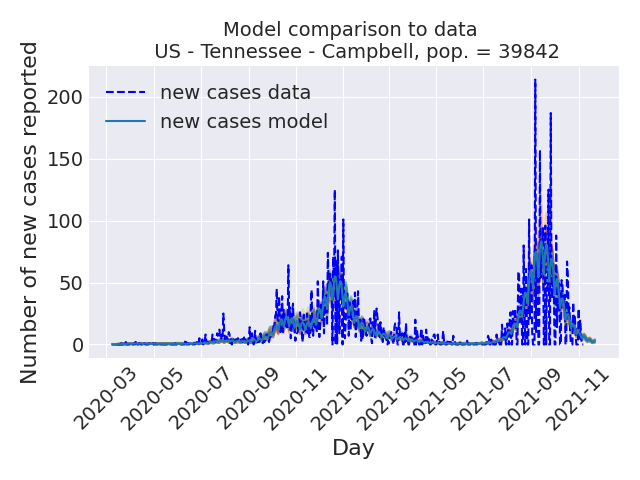 Model comparison to data
US - Tennessee - Campbell, pop. = 39842
Number of new cases reported
200
150
100
50
0
new cases data
new cases model
2020-03
2020-05
2020-07
2020-09
2020-11
2021-01
2021-03
2021-05
2021-07
2021-09
2021-11
Day